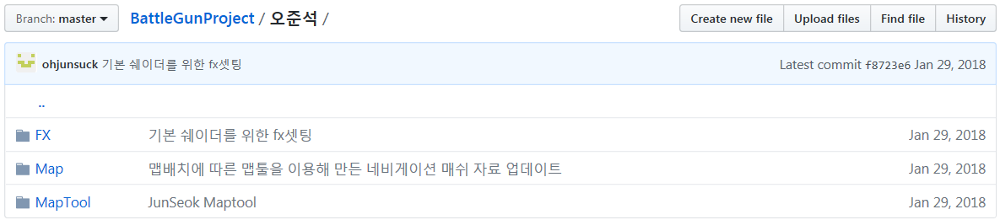 Branch: master BattleGunProject / 오준석 / Create new file Upload files Find file History
ohjunsuck 기본 쉐이더를 위한 fx셋팅 Latest commit f8723e6 Jan 29, 2018
..
FX 기본 쉐이더를 위한 fx셋팅 Jan 29, 2018
Map 맵배치에 따른 맵툴을 이용해 만든 네비게이션 매쉬 자료 업데이트 Jan 29, 2018
MapTool JunSeok Maptool Jan 29, 2018